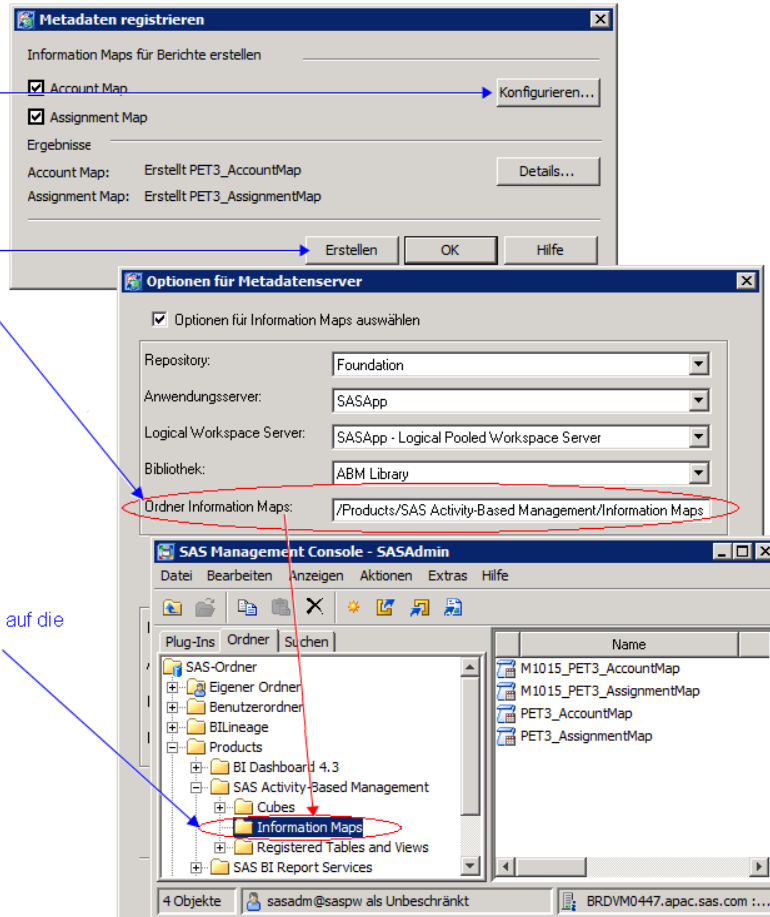 Metadaten registrieren
Information Maps für Berichte erstellen
Account Map
Konfigurieren...
Assignment Map
Ergebnisse
Account Map: Erstellt PET3_AccountMap
Details...
Assignment Map: Erstellt PET3_AssignmentMap
Erstellen OK Hilfe
Optionen für Metadatenserver
Optionen für Information Maps auswählen
Repository: Foundation
Anwendungsserver: SASApp
Logical Workspace Server: SASApp - Logical Pooled Workspace Server
Bibliothek: ABM Library
Ordner Information Maps: /Products/SAS Activity-Based Management/Information Maps
SAS Management Console - SASAdmin
Datei Bearbeiten Anzeigen Aktionen Extras Hilfe
auf die
Plug-Ins Ordner Suchen
Name
SAS-Ordner
Eigener Ordner
Benutzerordner
BILineage
Products
BI Dashboard 4.3
SAS Activity-Based Management
Cubes
Information Maps
Registered Tables and Views
SAS BI Report Services
M1015_PET3_AccountMap
M1015_PET3_AssignmentMap
PET3_AccountMap
PET3_AssignmentMap
4 Objekte sasadm@saspw als Unbeschränkt BRDVM0447.apac.sas.com :...